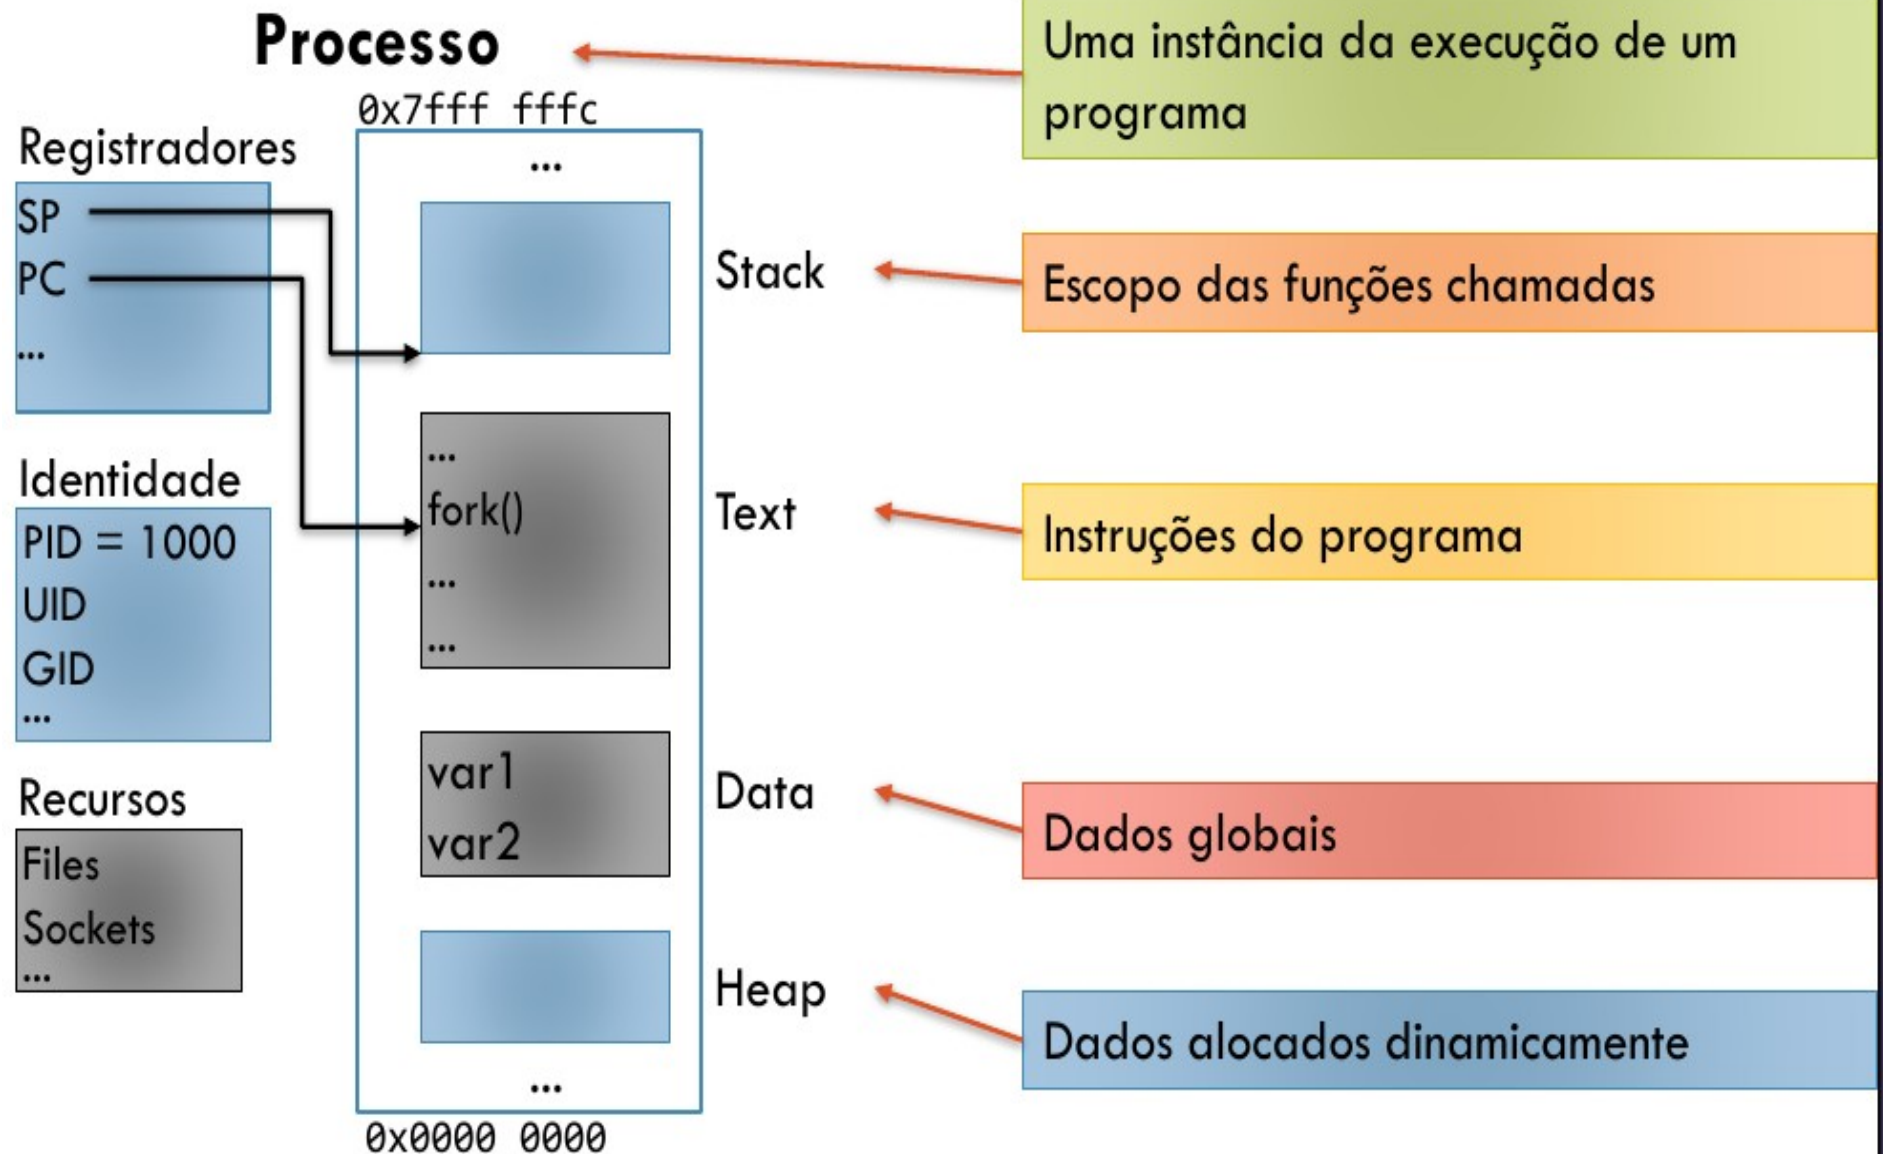 Processo
0x7fff fffc
Registradores
SP
PC
...
Identidade
PID = 1000
UID
GID
...
Recursos
Files
Sockets
...
...
Stack
...
fork()
...
...
Text
var1
var2
Data
Heap
...
0x0000 0000
Uma instância da execução de um
programa
Escopo das funções chamadas
Instruções do programa
Dados globais
Dados alocados dinamicamente